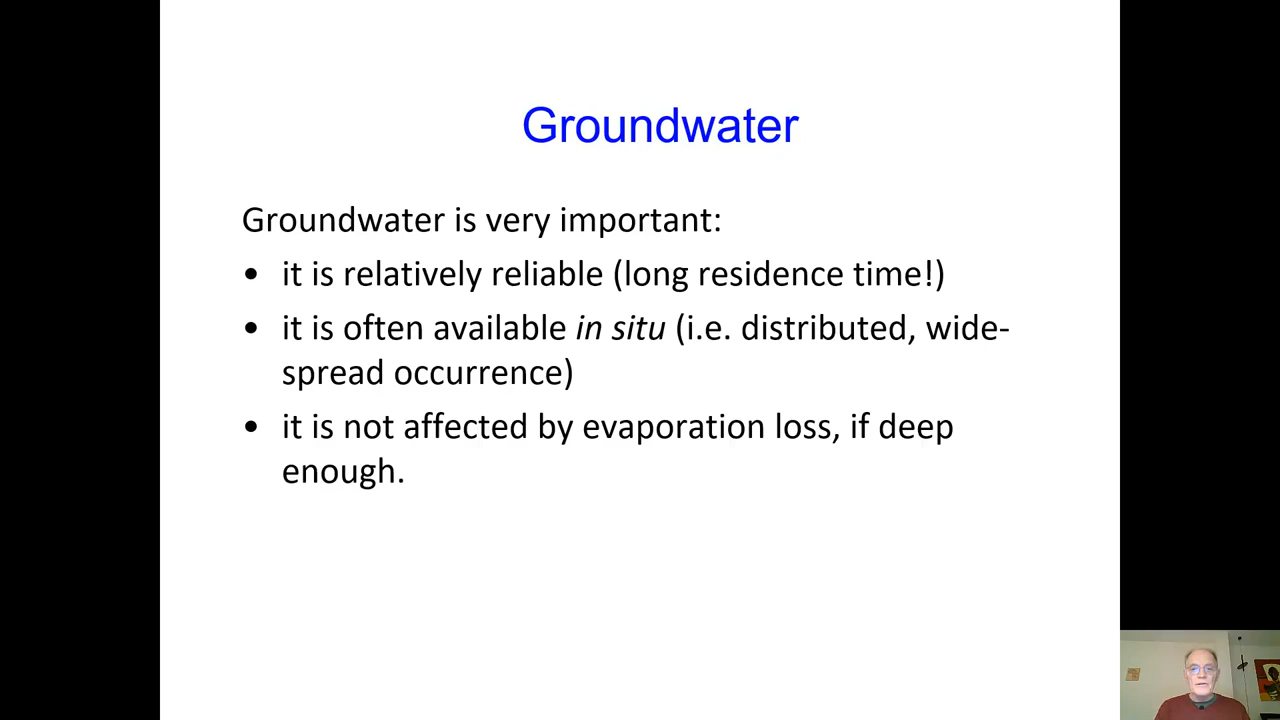 Groundwater
Groundwater is very important:
• it is relatively reliable (long residence time!)
• it is often available in situ (i.e. distributed, wide-
spread occurrence)
• it is not affected by evaporation loss, if deep
enough.